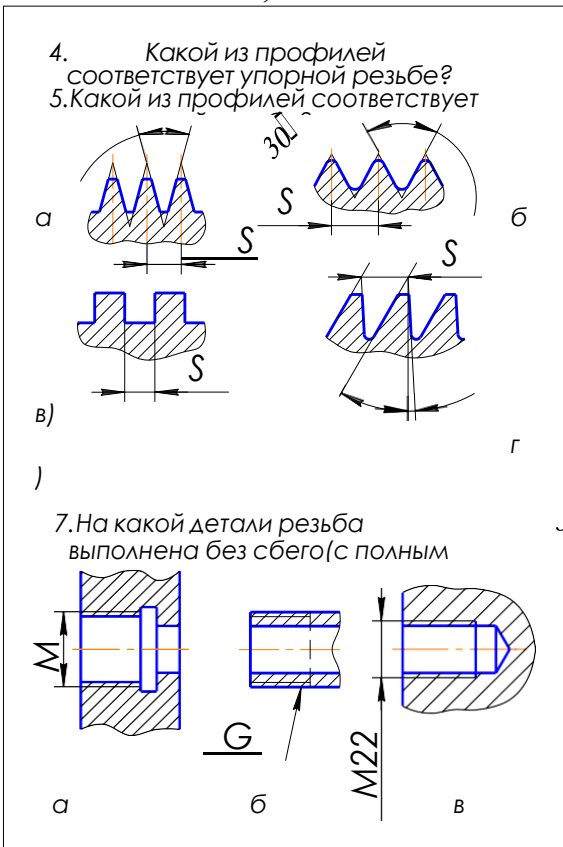 4. Какой из профилей
соответствует упорной резьбе?
5.Какой из профилей соответствует
30
а
S
S
б
S
S
в)
г
)
7.На какой детали резьба
выполнена без сбего(с полным
М
G
М22
а
б
в